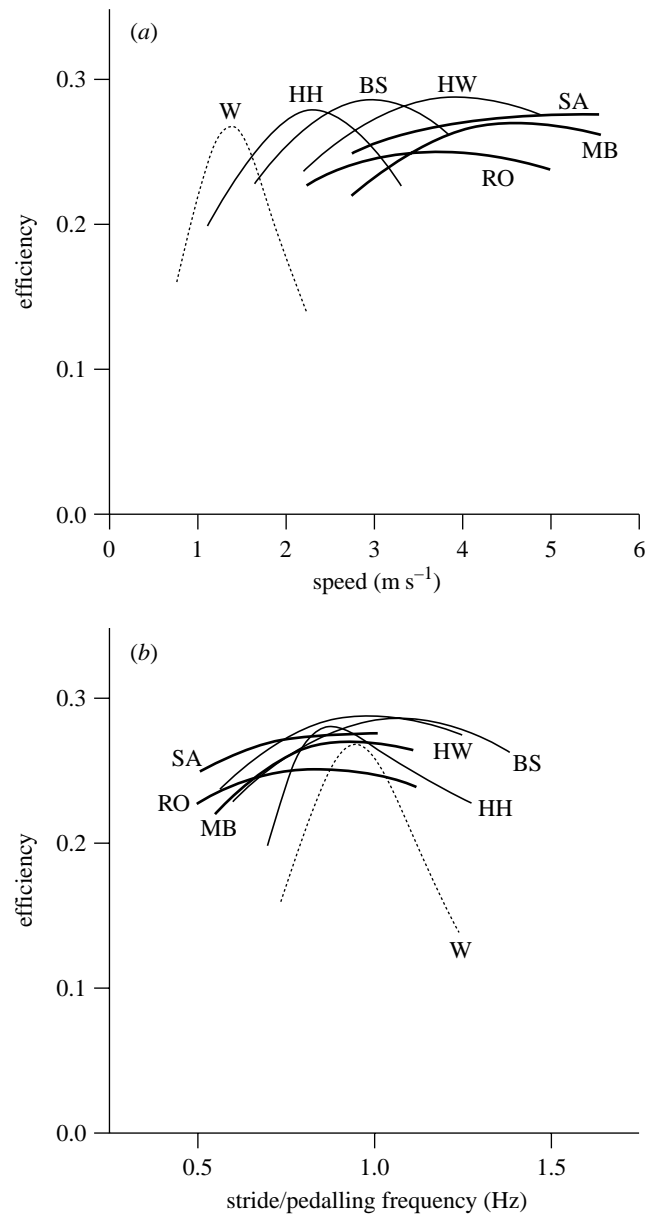 (a)
0.3
0.2
0.1
0.0
efficiency
W
HH
BS
HW
SA
MB
RO
0 1 2 3 4 5 6
speed (m s⁻¹)
(b)
0.3
0.2
0.1
0.0
efficiency
SA
RO
MB
HW
BS
HH
W
0.5 1.0 1.5
stride/pedalling frequency (Hz)